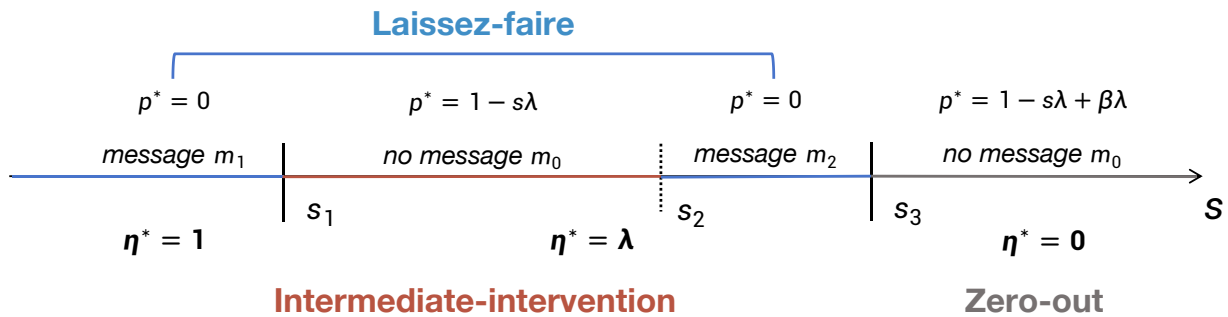 Laissez-faire
p* = 0 p* = 1 − sλ p* = 0 p* = 1 − sλ + βλ
message m₁ no message m₀ message m₂ no message m₀
s₁ s₂ s₃ s
η* = 1 η* = λ η* = 0
Intermediate-intervention Zero-out